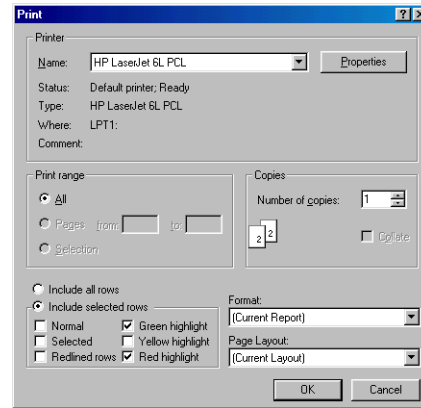 Print
Printer
Name: HP LaserJet 6L PCL Properties
Status: Default printer; Ready
Type: HP LaserJet 6L PCL
Where: LPT1:
Comment:
Print range
All
Pages from: to:
Selection
Copies
Number of copies: 1
2 2
Collate
Include all rows
Include selected rows
Normal Green highlight
Selected Yellow highlight
Redlined rows Red highlight
Format:
(Current Report)
Page Layout:
(Current Layout)
OK Cancel